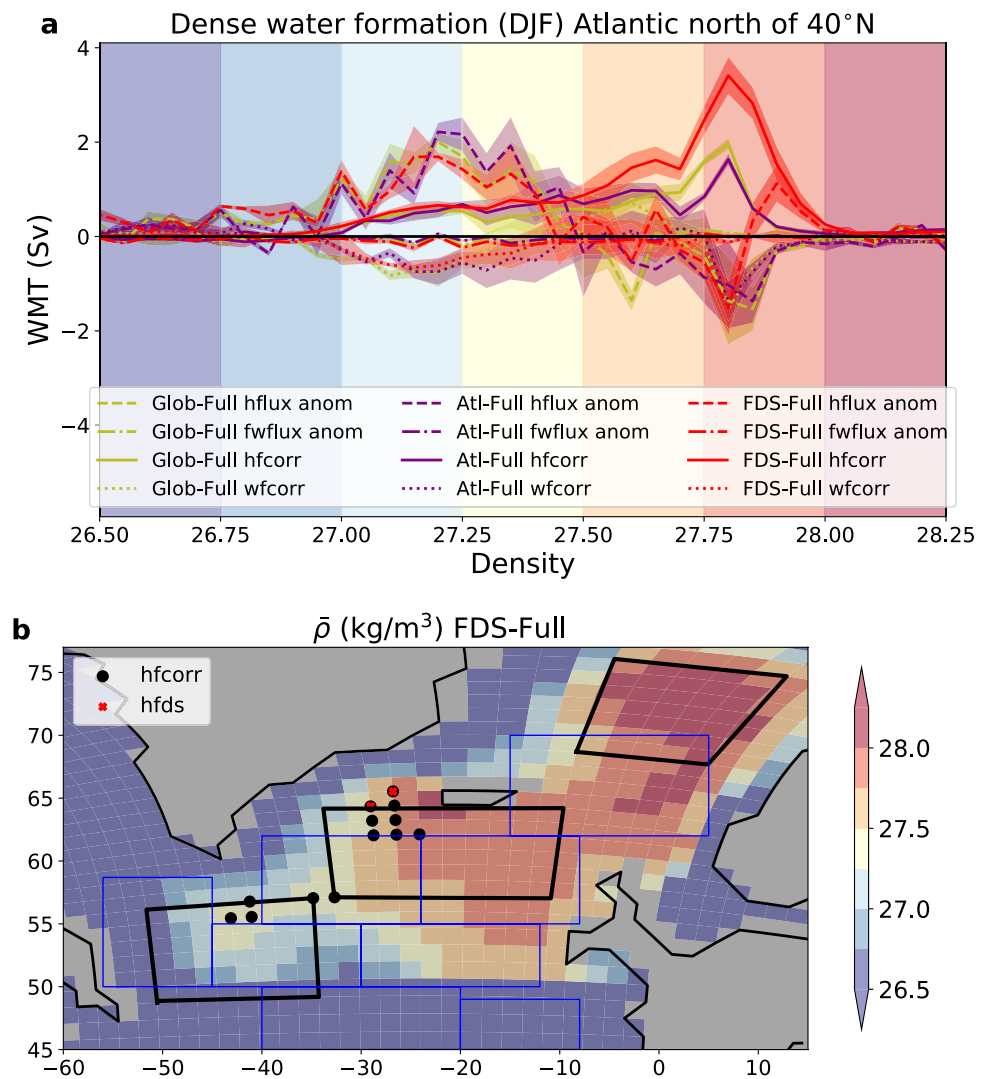 a
Dense water formation (DJF) Atlantic north of 40°N
WMT (Sv)
4
2
0
−2
−4
Glob-Full hflux anom
Glob-Full fwflux anom
Glob-Full hfcorr
Glob-Full wfcorr
Atl-Full hflux anom
Atl-Full fwflux anom
Atl-Full hfcorr
Atl-Full wfcorr
FDS-Full hflux anom
FDS-Full fwflux anom
FDS-Full hfcorr
FDS-Full wfcorr
26.50 26.75 27.00 27.25 27.50 27.75 28.00 28.25
Density
b
ρ̄ (kg/m³) FDS-Full
hfcorr
hfds
75
70
65
60
55
50
45
−60 −50 −40 −30 −20 −10 0 10
28.0
27.5
27.0
26.5